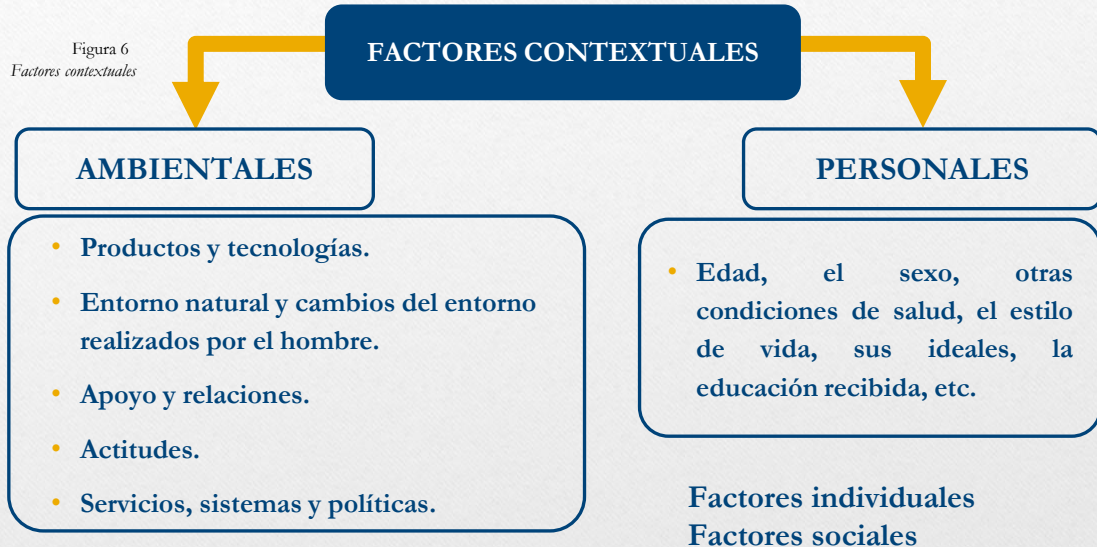 Figura 6
Factores contextuales
FACTORES CONTEXTUALES
AMBIENTALES
• Productos y tecnologías.
• Entorno natural y cambios del entorno
realizados por el hombre.
• Apoyo y relaciones.
• Actitudes.
• Servicios, sistemas y políticas.
PERSONALES
• Edad, el sexo, otras
condiciones de salud, el estilo
de vida, sus ideales, la
educación recibida, etc.
Factores individuales
Factores sociales